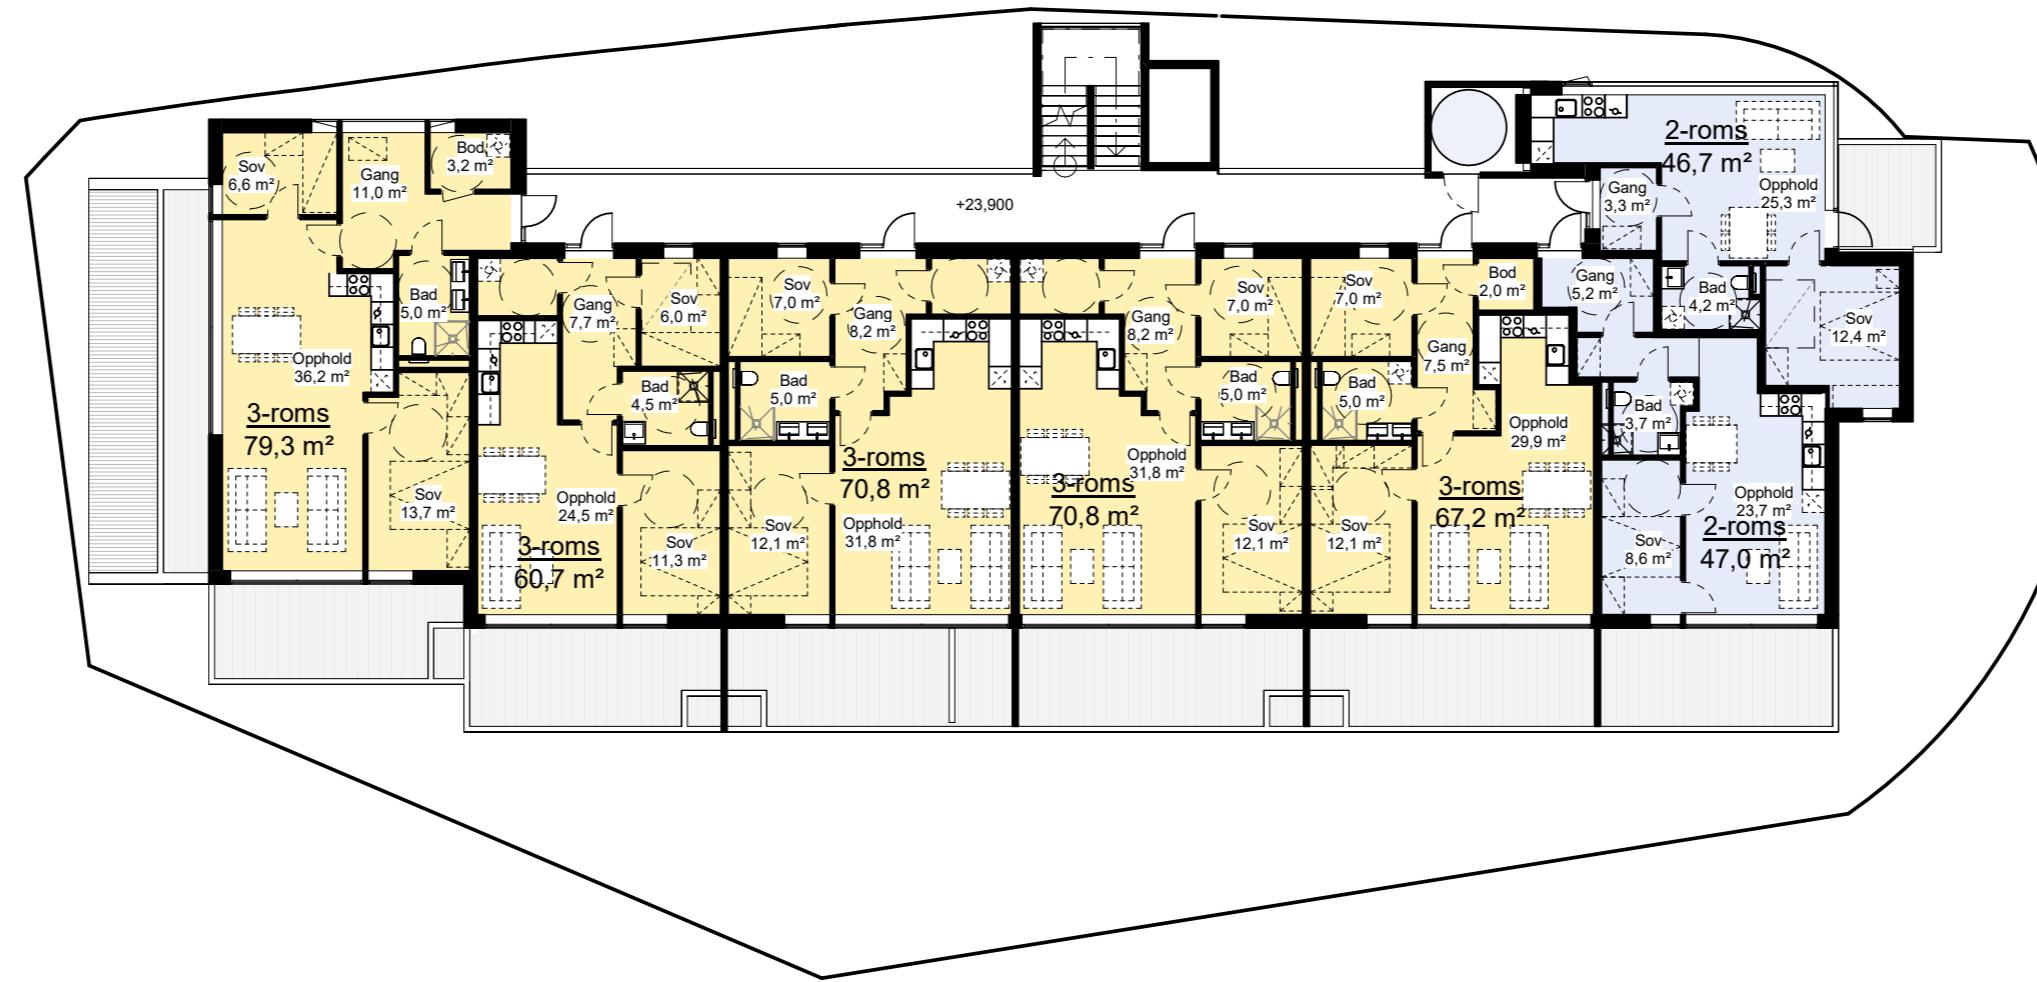 +23,900
Sov
6,6 m²
Gang
11,0 m²
Bod
3,2 m²
Bad
5,0 m²
Opphold
36,2 m²
3-roms
79,3 m²
Sov
13,7 m²
Gang
7,7 m²
Sov
6,0 m²
Bad
4,5 m²
Opphold
24,5 m²
3-roms
60,7 m²
Sov
11,3 m²
Sov
7,0 m²
Gang
8,2 m²
Bad
5,0 m²
3-roms
70,8 m²
Sov
12,1 m²
Opphold
31,8 m²
Gang
8,2 m²
Sov
7,0 m²
Bad
5,0 m²
Opphold
31,8 m²
3-roms
70,8 m²
Sov
12,1 m²
Sov
7,0 m²
Bod
2,0 m²
Gang
7,5 m²
Bad
5,0 m²
Opphold
29,9 m²
3-roms
67,2 m²
Sov
12,1 m²
Gang
5,2 m²
Bad
3,7 m²
Opphold
23,7 m²
2-roms
47,0 m²
Sov
8,6 m²
2-roms
46,7 m²
Gang
3,3 m²
Opphold
25,3 m²
Bad
4,2 m²
Sov
12,4 m²